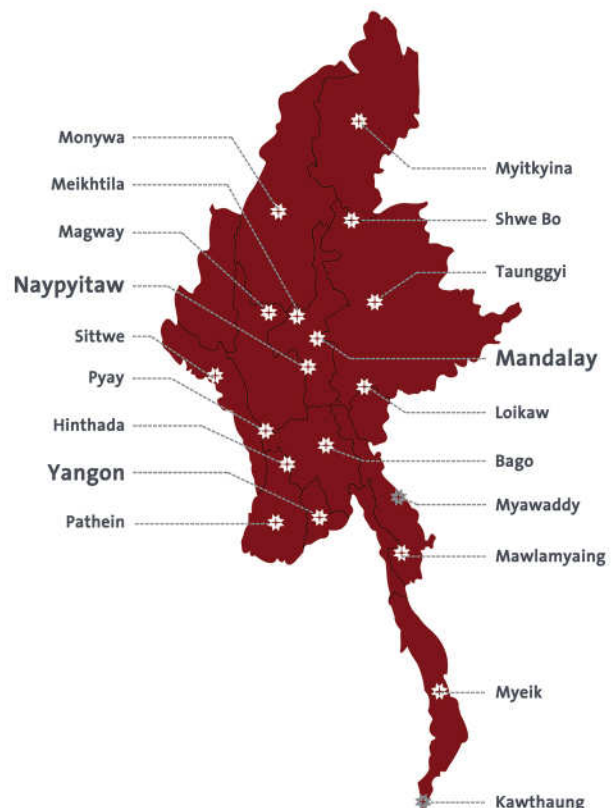 Monywa
Meikhtila
Magway
Naypyitaw
Sittwe
Pyay
Hinthada
Yangon
Pathein
Myitkyina
Shwe Bo
Taunggyi
Mandalay
Loikaw
Bago
Myawaddy
Mawlamyaing
Myeik
Kawthaung